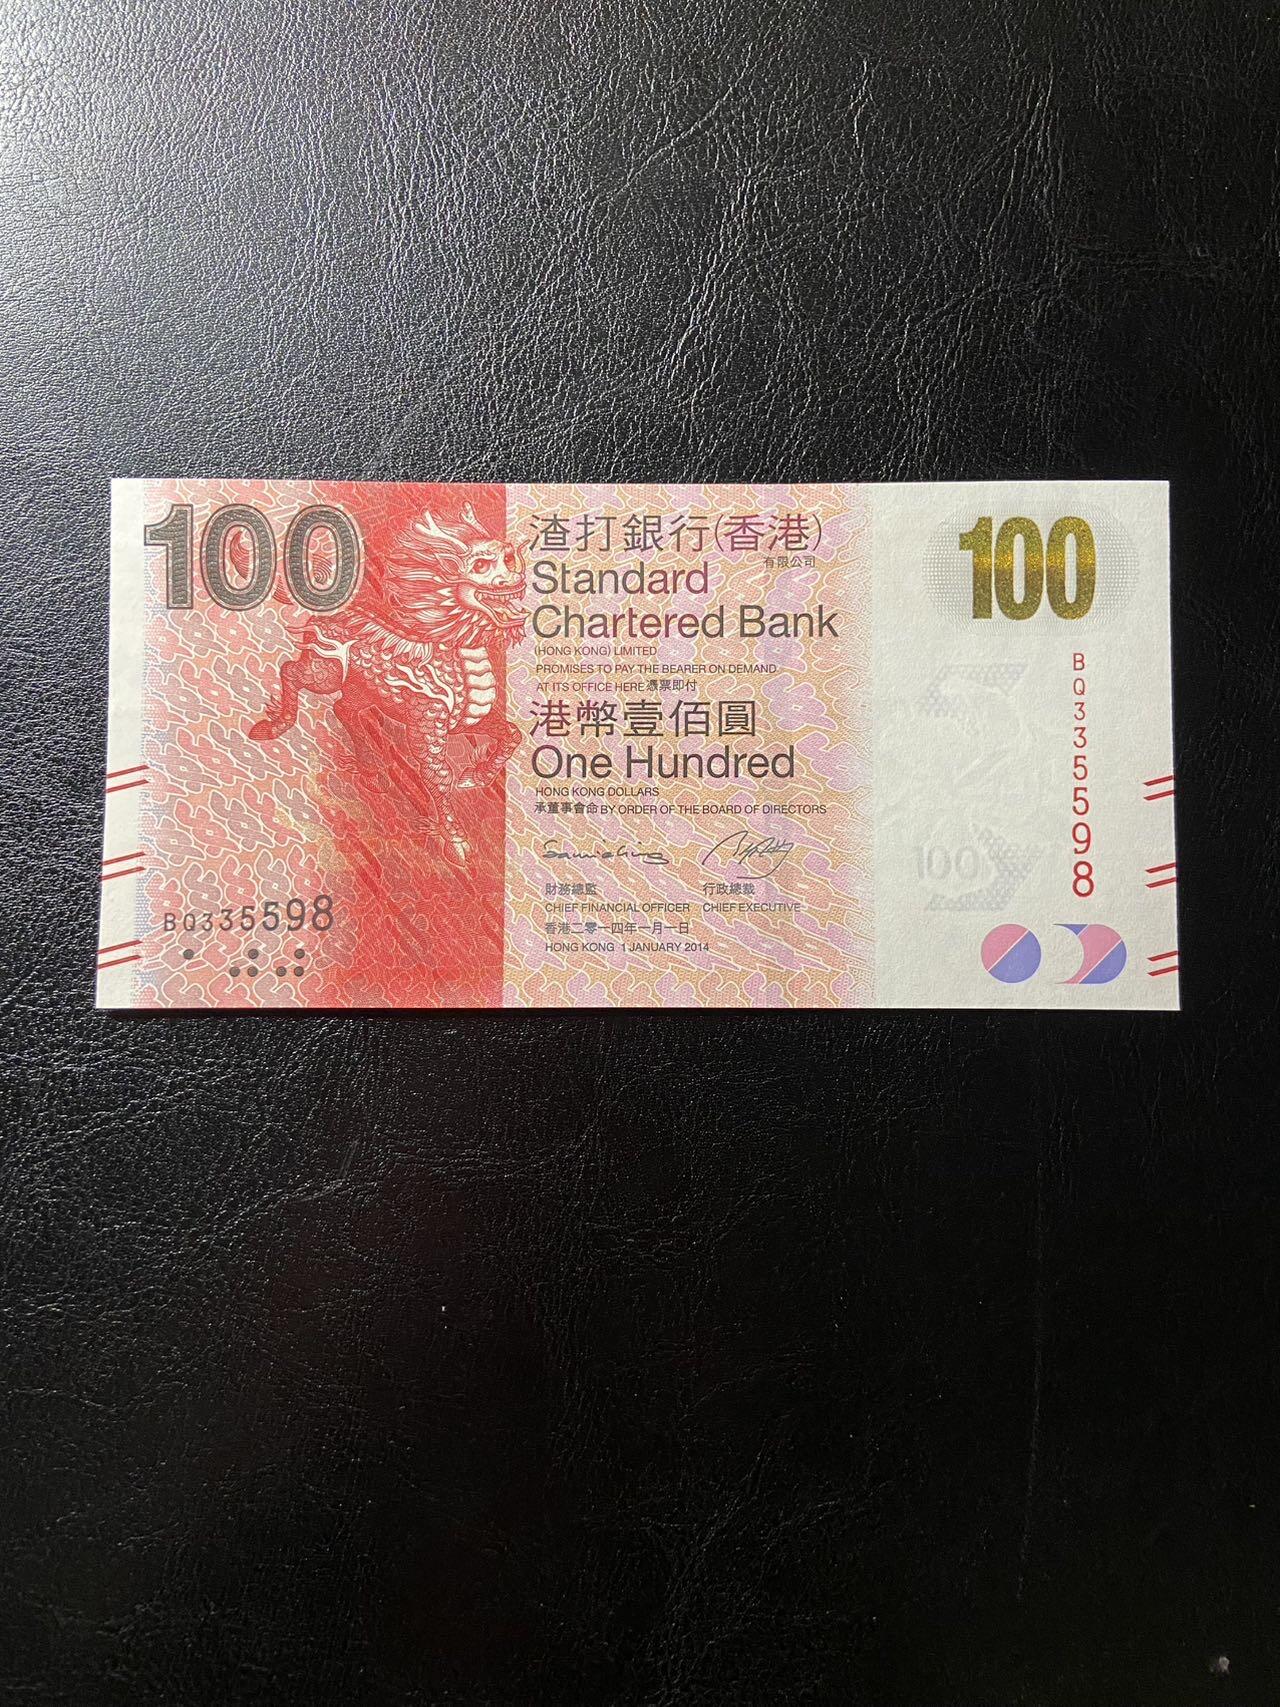 100
渣打銀行(香港)
有限公司
Standard
Chartered Bank
(HONG KONG) LIMITED
PROMISES TO PAY THE BEARER ON DEMAND
AT ITS OFFICE HERE 憑票即付
港幣壹佰圓
One Hundred
HONG KONG DOLLARS
承董事會命 BY ORDER OF THE BOARD OF DIRECTORS
財務總監 行政總裁
CHIEF FINANCIAL OFFICER CHIEF EXECUTIVE
香港二零一四年一月一日
HONG KONG 1 JANUARY 2014
BQ335598
100
BQ335598
100